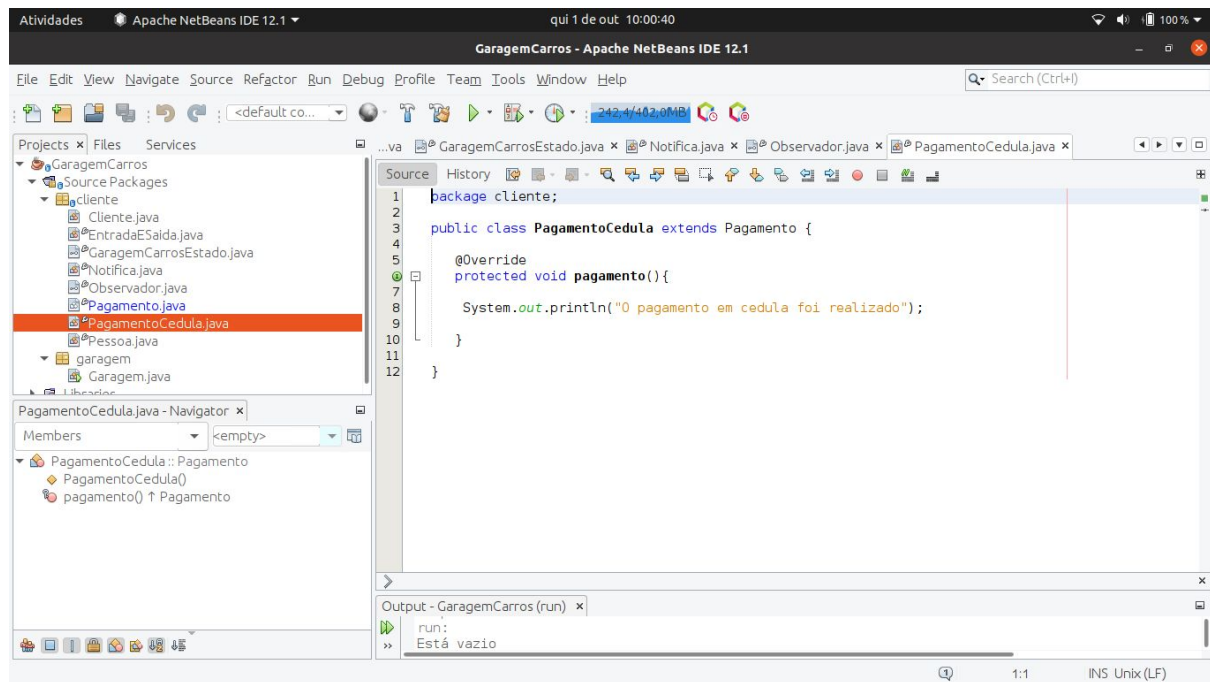 Atividades Apache NetBeans IDE 12.1 qui 1 de out 10:00:40 100 %
GaragemCarros - Apache NetBeans IDE 12.1
File Edit View Navigate Source Refactor Run Debug Profile Team Tools Window Help Search (Ctrl+I)
<default co... 242,4/402,0MB
Projects Files Services
...va GaragemCarrosEstado.java Notifica.java Observador.java PagamentoCedula.java
GaragemCarros
Source Packages
cliente
Cliente.java
EntradaESaida.java
GaragemCarrosEstado.java
Notifica.java
Observador.java
Pagamento.java
PagamentoCedula.java
Pessoa.java
garagem
Garagem.java
Libraries
Source History
1 package cliente;
2
3 public class PagamentoCedula extends Pagamento {
4
5 @Override
protected void pagamento(){
7
8 System.out.println("O pagamento em cedula foi realizado");
9
10 }
11
12 }
PagamentoCedula.java - Navigator
Members <empty>
PagamentoCedula :: Pagamento
PagamentoCedula()
pagamento() ↑ Pagamento
Output - GaragemCarros (run)
run:
Está vazio
1 1:1 INS Unix (LF)